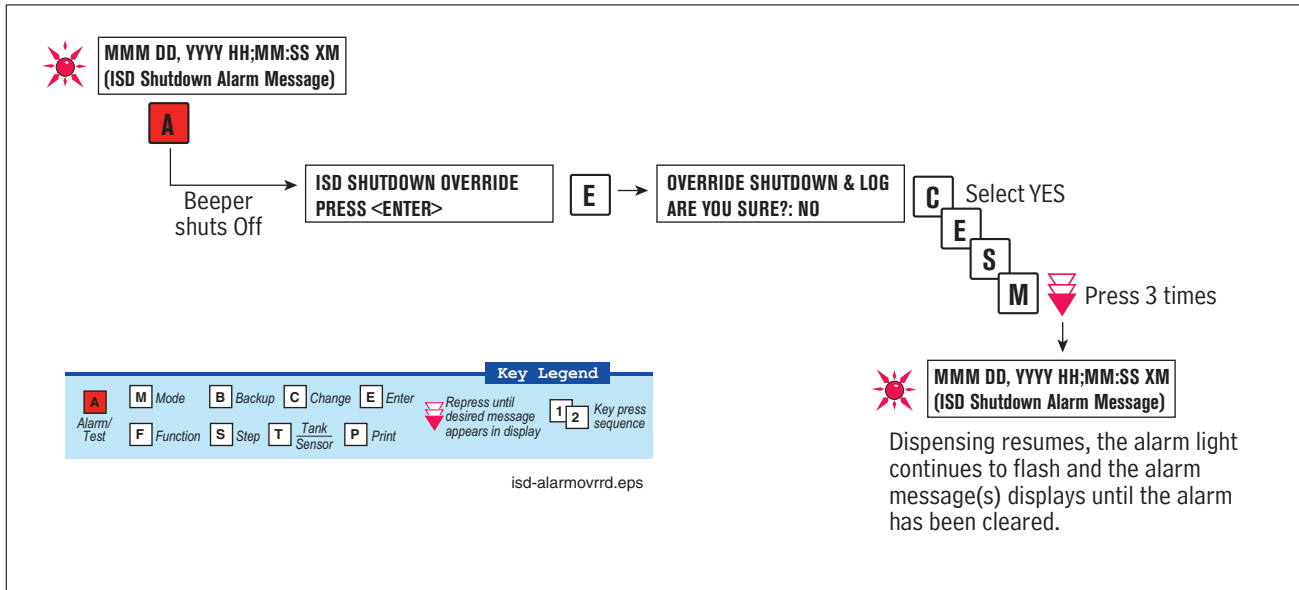 MMM DD, YYYY HH;MM:SS XM
(ISD Shutdown Alarm Message)
A
Beeper
shuts Off
ISD SHUTDOWN OVERRIDE
PRESS <ENTER>
E
OVERRIDE SHUTDOWN & LOG
ARE YOU SURE?: NO
C
Select YES
E
S
M
Press 3 times
MMM DD, YYYY HH;MM:SS XM
(ISD Shutdown Alarm Message)
Dispensing resumes, the alarm light
continues to flash and the alarm
message(s) displays until the alarm
has been cleared.
Key Legend
A
Alarm/
Test
M Mode
B Backup
C Change
E Enter
F Function
S Step
T Tank
Sensor
P Print
Repress until
desired message
appears in display
1
2
Key press
sequence
isd-alarmovrrd.eps